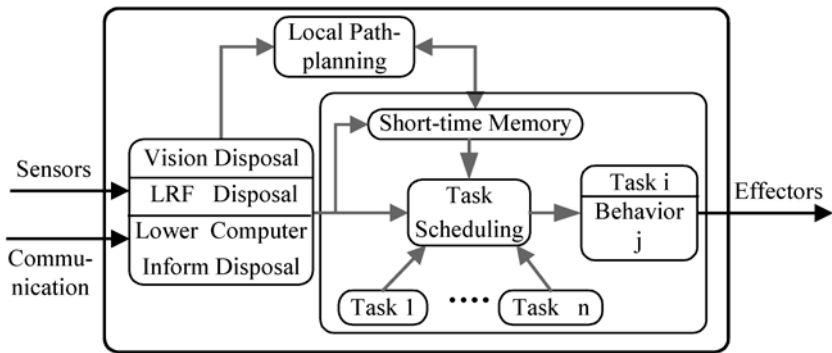 Local Path-
planning
Short-time Memory
Sensors
Vision Disposal
LRF Disposal
Lower Computer
Inform Disposal
Commu-
nication
Task
Scheduling
Task i
Behavior
j
Effectors
Task 1
....
Task n